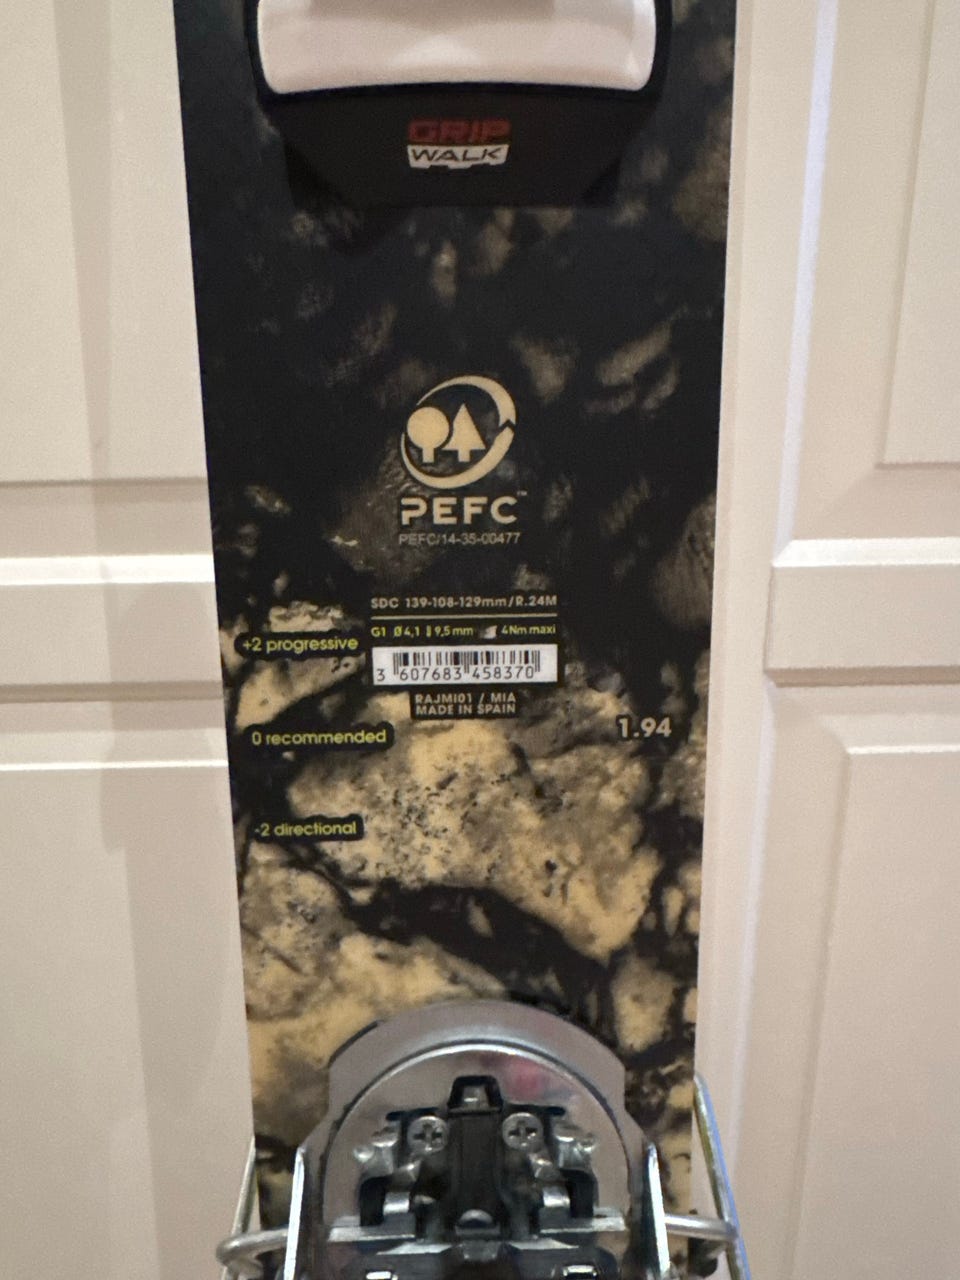 GRIP
WALK
PEFC™
PEFC/14-35-00477
SDC 139-108-129mm/R.24M
G1 Ø4,1 9,5mm 4Nm maxi
+2 progressive
3 607683 458370
RAJMI01 / MIA
MADE IN SPAIN
1.94
0 recommended
-2 directional